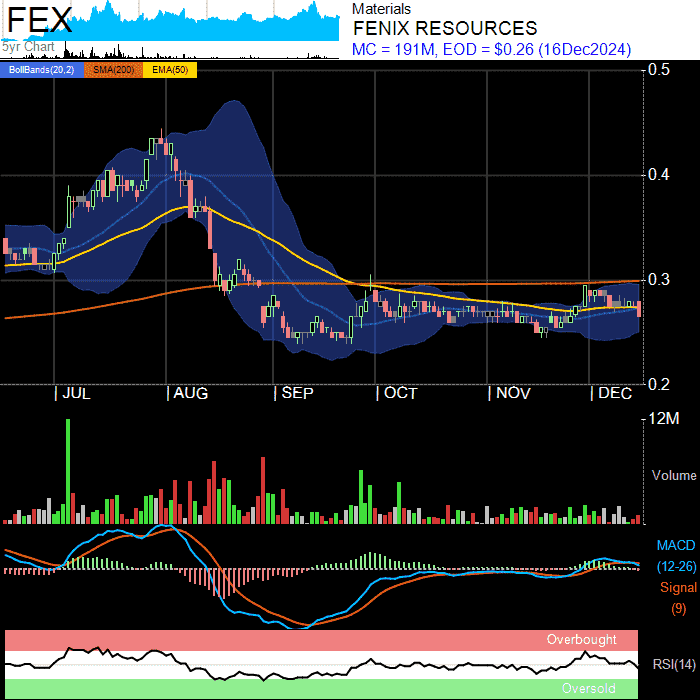 FEX
5yr Chart
Materials
FENIX RESOURCES
MC = 191M, EOD = $0.26 (16Dec2024)
BollBands(20,2) SMA(200) EMA(50)
0.5
0.4
0.3
0.2
| JUL | AUG | SEP | OCT | NOV | DEC
12M
Volume
MACD
(12-26)
Signal
(9)
Overbought
RSI(14)
Oversold